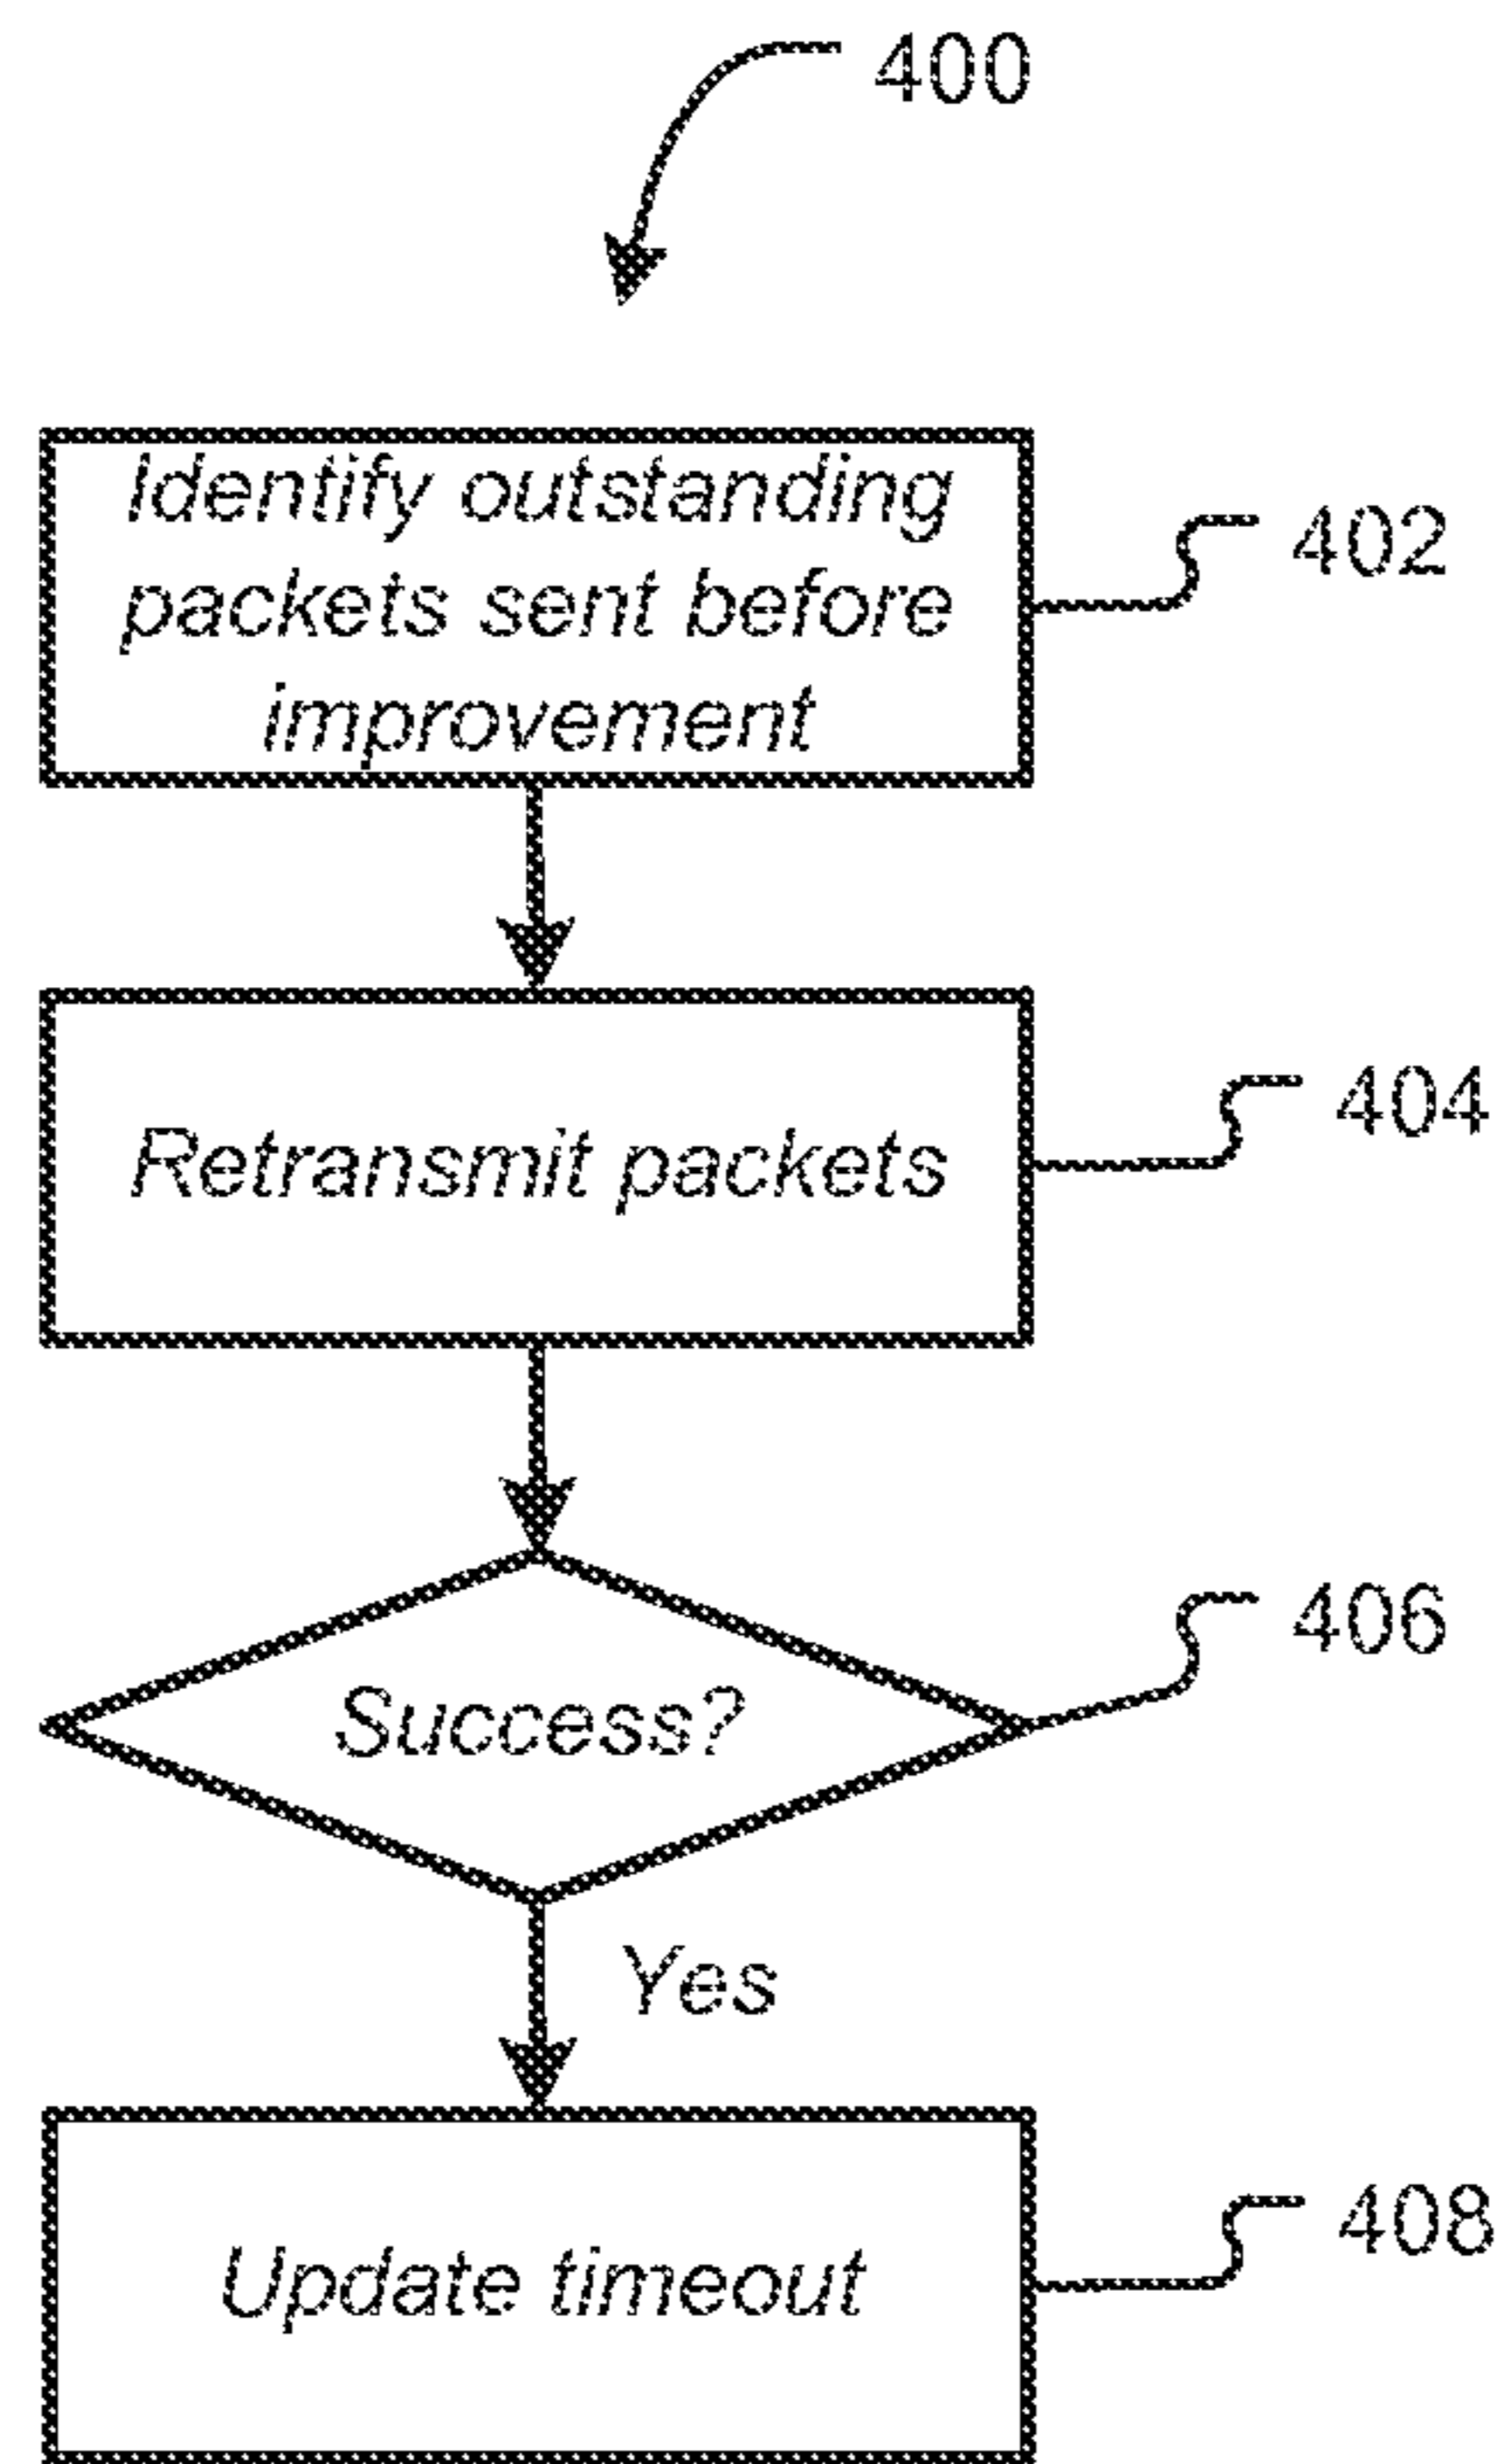 400
Identify outstanding
packets sent before
improvement
402
Retransmit packets
404
Success?
406
Yes
Update timeout
408